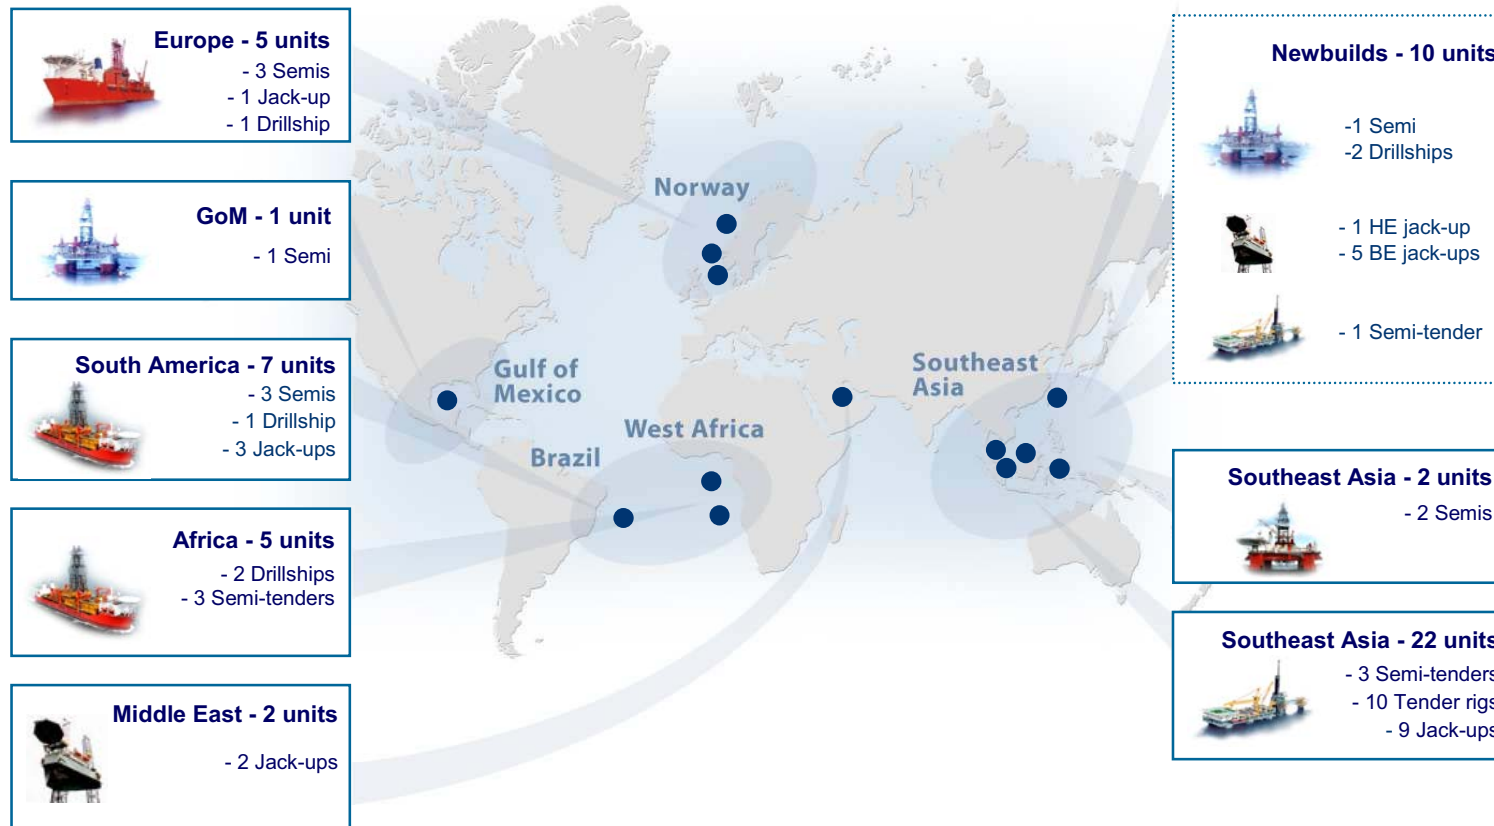 Europe - 5 units
- 3 Semis
- 1 Jack-up
- 1 Drillship
GoM - 1 unit
- 1 Semi
South America - 7 units
- 3 Semis
- 1 Drillship
- 3 Jack-ups
Africa - 5 units
- 2 Drillships
- 3 Semi-tenders
Middle East - 2 units
- 2 Jack-ups
Norway
Gulf of
Mexico
West Africa
Brazil
Southeast
Asia
Newbuilds - 10 units
-1 Semi
-2 Drillships
- 1 HE jack-up
- 5 BE jack-ups
- 1 Semi-tender
Southeast Asia - 2 units
- 2 Semis
Southeast Asia - 22 units
- 3 Semi-tenders
- 10 Tender rigs
- 9 Jack-ups